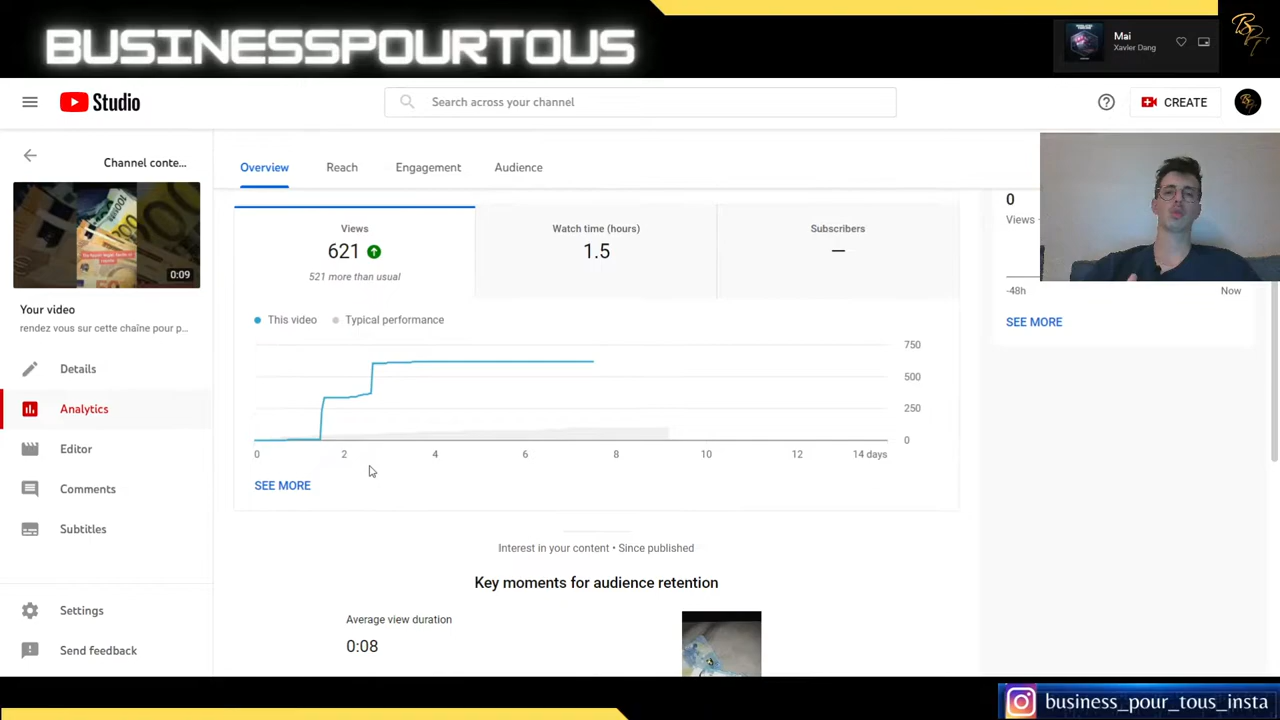 BUSINESSPOURTOUS
Mai
Xavier Dang
Studio
Search across your channel
CREATE
Channel conte...
0:09
Your video
rendez vous sur cette chaîne pour p...
Details
Analytics
Editor
Comments
Subtitles
Settings
Send feedback
Overview
Reach
Engagement
Audience
Views
621
521 more than usual
Watch time (hours)
1.5
Subscribers
—
This video
Typical performance
750
500
250
0
0
2
4
6
8
10
12
14 days
SEE MORE
Interest in your content • Since published
Key moments for audience retention
Average view duration
0:08
0
Views
-48h
Now
SEE MORE
business_pour_tous_insta